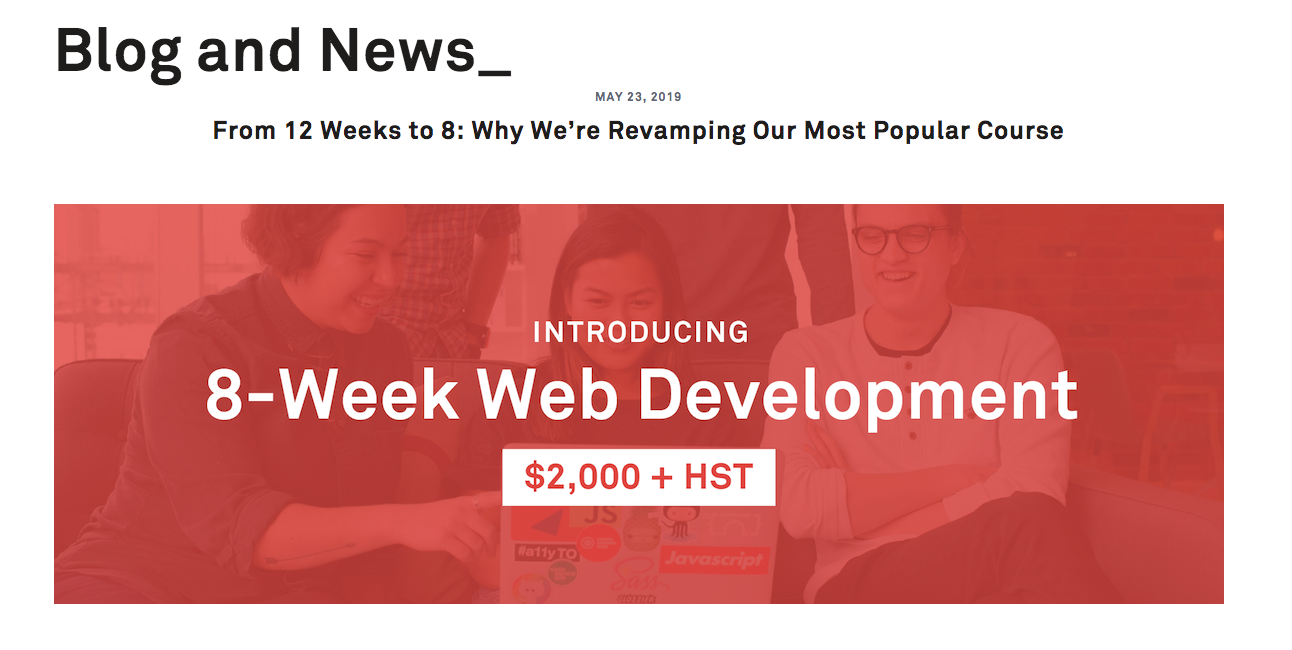 Blog and News_
MAY 23, 2019
From 12 Weeks to 8: Why We’re Revamping Our Most Popular Course
INTRODUCING
8-Week Web Development
$2,000 + HST
JS
#a11yTO
Javascript
Sass